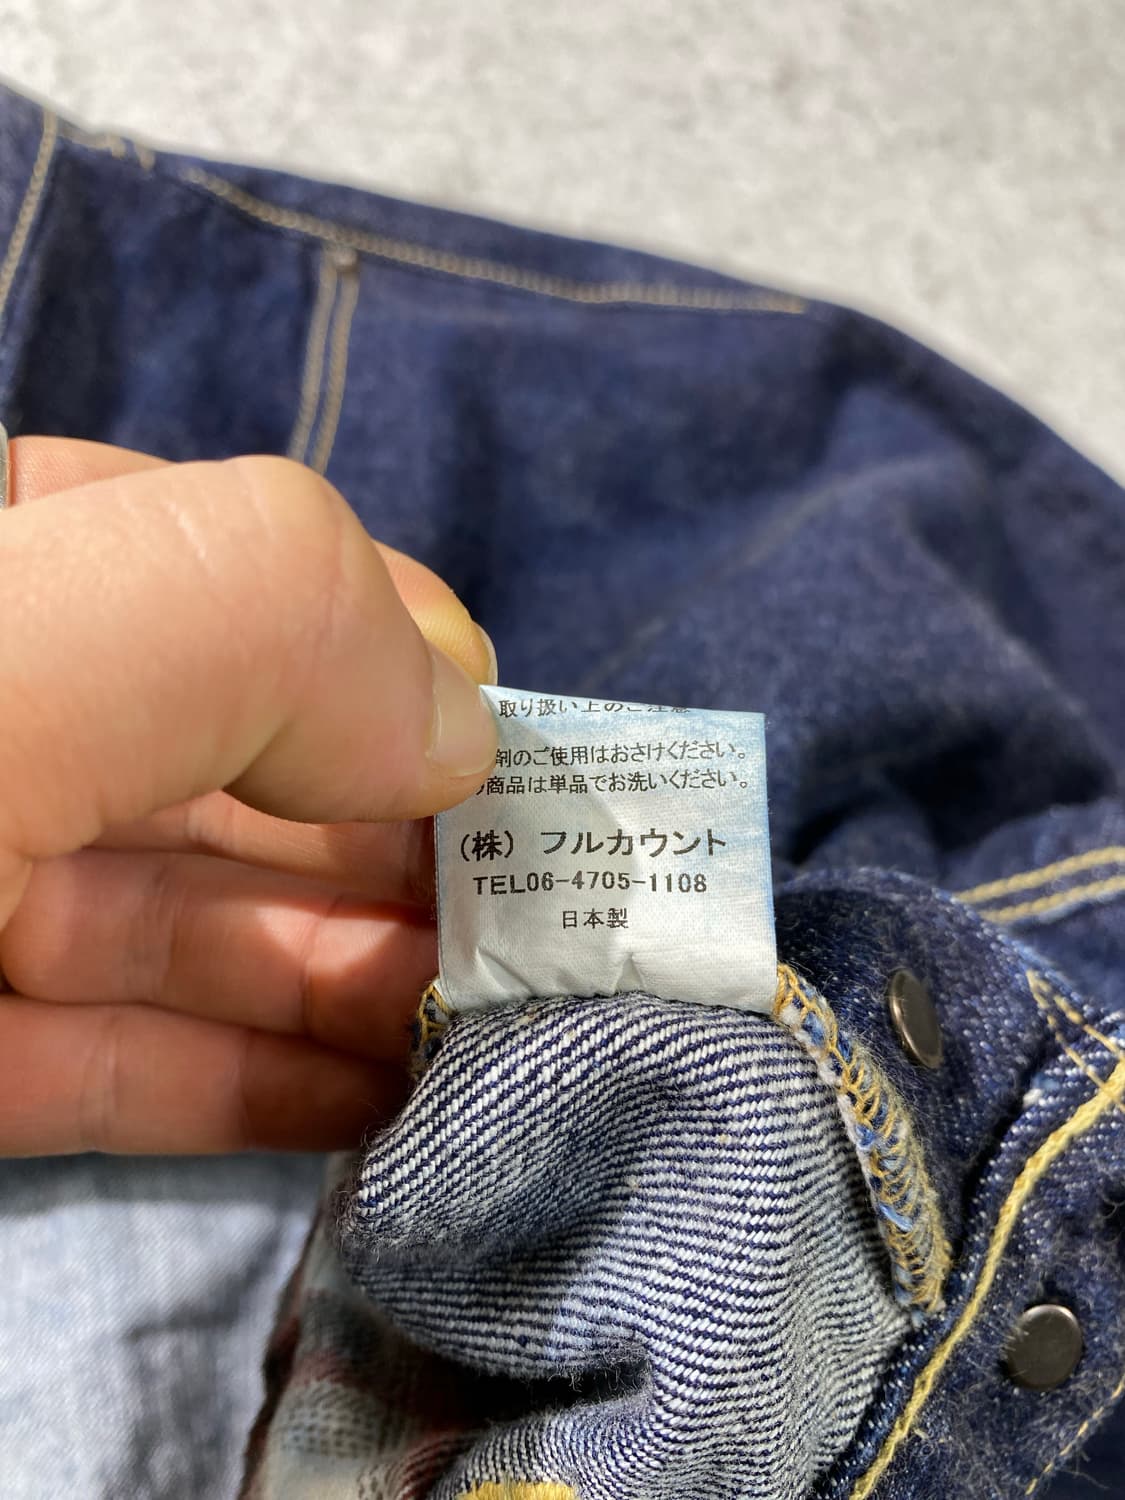 取り扱い上のご注意
剤のご使用はおさけください。
商品は単品でお洗いください。
(株) フルカウント
TEL06-4705-1108
日本製